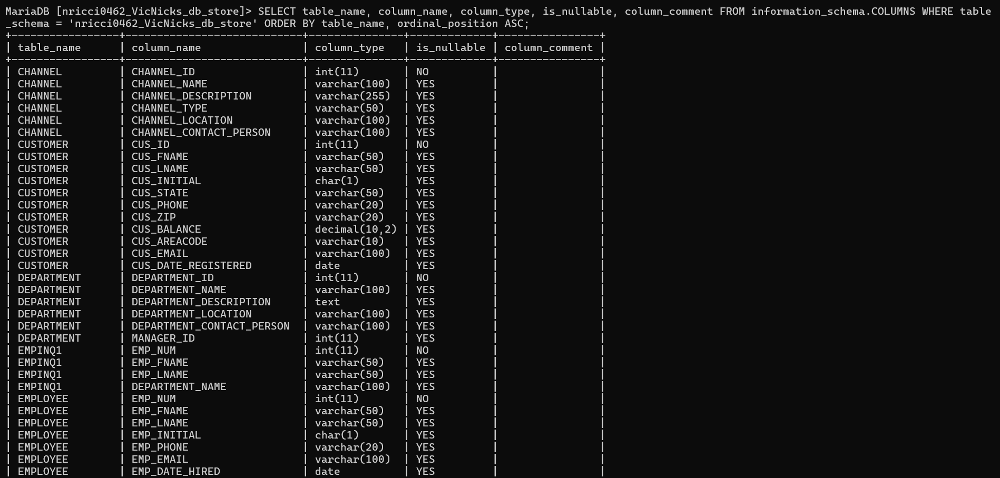 MariaDB [nricci0462_VicNicks_db_store]> SELECT table_name, column_name, column_type, is_nullable, column_comment FROM information_schema.COLUMNS WHERE table
_schema = 'nricci0462_VicNicks_db_store' ORDER BY table_name, ordinal_position ASC;
+-----------------+----------------------------+---------------+-------------+----------------+
| table_name | column_name | column_type | is_nullable | column_comment |
+-----------------+----------------------------+---------------+-------------+----------------+
| CHANNEL | CHANNEL_ID | int(11) | NO | |
| CHANNEL | CHANNEL_NAME | varchar(100) | YES | |
| CHANNEL | CHANNEL_DESCRIPTION | varchar(255) | YES | |
| CHANNEL | CHANNEL_TYPE | varchar(50) | YES | |
| CHANNEL | CHANNEL_LOCATION | varchar(100) | YES | |
| CHANNEL | CHANNEL_CONTACT_PERSON | varchar(100) | YES | |
| CUSTOMER | CUS_ID | int(11) | NO | |
| CUSTOMER | CUS_FNAME | varchar(50) | YES | |
| CUSTOMER | CUS_LNAME | varchar(50) | YES | |
| CUSTOMER | CUS_INITIAL | char(1) | YES | |
| CUSTOMER | CUS_STATE | varchar(50) | YES | |
| CUSTOMER | CUS_PHONE | varchar(20) | YES | |
| CUSTOMER | CUS_ZIP | varchar(20) | YES | |
| CUSTOMER | CUS_BALANCE | decimal(10,2) | YES | |
| CUSTOMER | CUS_AREACODE | varchar(10) | YES | |
| CUSTOMER | CUS_EMAIL | varchar(100) | YES | |
| CUSTOMER | CUS_DATE_REGISTERED | date | YES | |
| DEPARTMENT | DEPARTMENT_ID | int(11) | NO | |
| DEPARTMENT | DEPARTMENT_NAME | varchar(100) | YES | |
| DEPARTMENT | DEPARTMENT_DESCRIPTION | text | YES | |
| DEPARTMENT | DEPARTMENT_LOCATION | varchar(100) | YES | |
| DEPARTMENT | DEPARTMENT_CONTACT_PERSON | varchar(100) | YES | |
| DEPARTMENT | MANAGER_ID | int(11) | YES | |
| EMPINQ1 | EMP_NUM | int(11) | NO | |
| EMPINQ1 | EMP_FNAME | varchar(50) | YES | |
| EMPINQ1 | EMP_LNAME | varchar(50) | YES | |
| EMPINQ1 | DEPARTMENT_NAME | varchar(100) | YES | |
| EMPLOYEE | EMP_NUM | int(11) | NO | |
| EMPLOYEE | EMP_FNAME | varchar(50) | YES | |
| EMPLOYEE | EMP_LNAME | varchar(50) | YES | |
| EMPLOYEE | EMP_INITIAL | char(1) | YES | |
| EMPLOYEE | EMP_PHONE | varchar(20) | YES | |
| EMPLOYEE | EMP_EMAIL | varchar(100) | YES | |
| EMPLOYEE | EMP_DATE_HIRED | date | YES | |